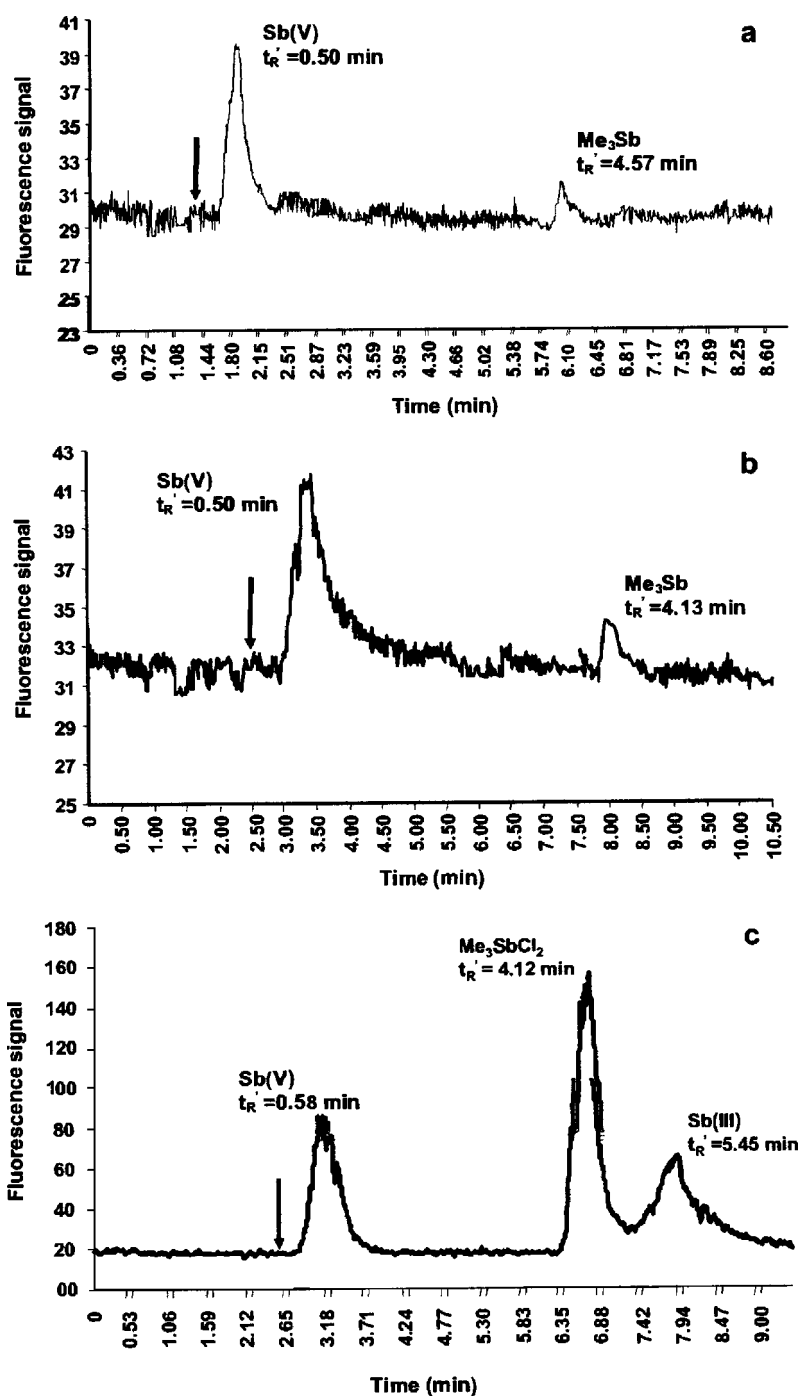 a
Sb(V)
tR'=0.50 min
Me3Sb
tR'=4.57 min
Fluorescence signal
41
39
37
35
33
31
29
27
25
23
0 0.36 0.72 1.08 1.44 1.80 2.15 2.51 2.87 3.23 3.59 3.95 4.30 4.66 5.02 5.38 5.74 6.10 6.45 6.81 7.17 7.53 7.89 8.25 8.60
Time (min)
b
Sb(V)
tR'=0.50 min
Me3Sb
tR'=4.13 min
Fluorescence signal
43
41
39
37
35
33
31
29
27
25
0 0.50 1.00 1.50 2.00 2.50 3.00 3.50 4.00 4.50 5.00 5.50 6.00 6.50 7.00 7.50 8.00 8.50 9.00 9.50 10.00 10.50
Time (min)
c
Me3SbCl2
tR'= 4.12 min
Sb(V)
tR'=0.58 min
Sb(III)
tR'=5.45 min
Fluorescence signal
180
160
140
120
100
80
60
40
20
00
0 0.53 1.06 1.59 2.12 2.65 3.18 3.71 4.24 4.77 5.30 5.83 6.35 6.88 7.42 7.94 8.47 9.00
Time (min)